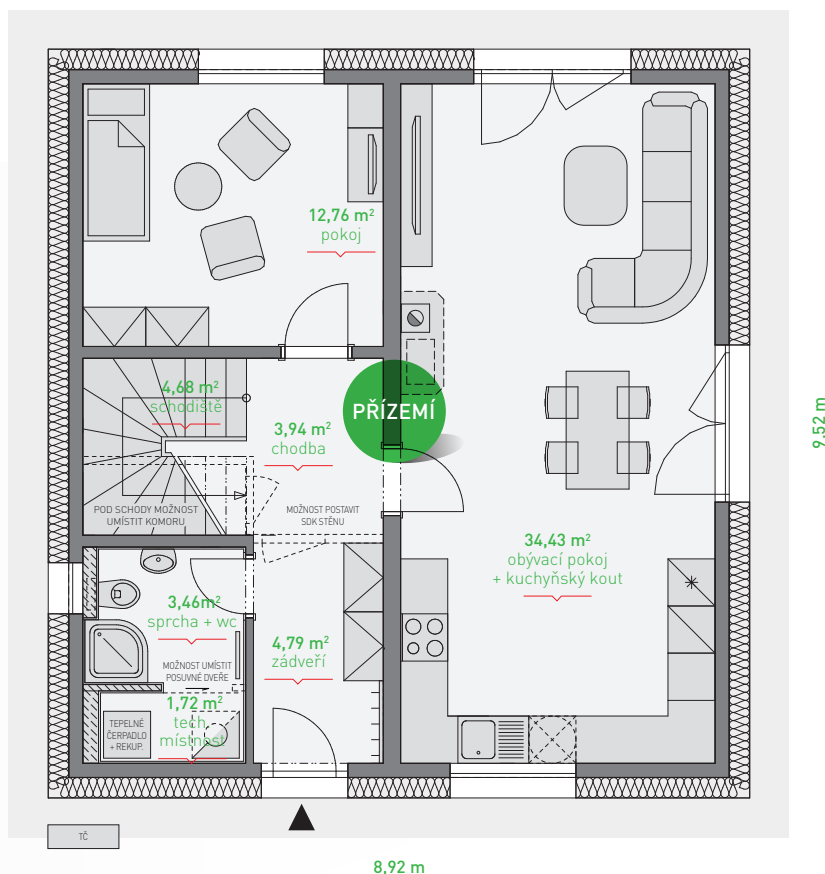 12,76 m²
pokoj
4,68 m²
schodiště
3,94 m²
chodba
PŘÍZEMÍ
9,52 m
POD SCHODY MOŽNOST
UMÍSTIT KOMORU
MOŽNOST POSTAVIT
SDK STĚNU
34,43 m²
obývací pokoj
+ kuchyňský kout
3,46m²
sprcha + wc
4,79 m²
zádveří
MOŽNOST UMÍSTIT
POSUVNÉ DVEŘE
1,72 m²
tech.
místnost
TEPELNÉ
ČERPADLO
+ REKUP.
TČ
8,92 m